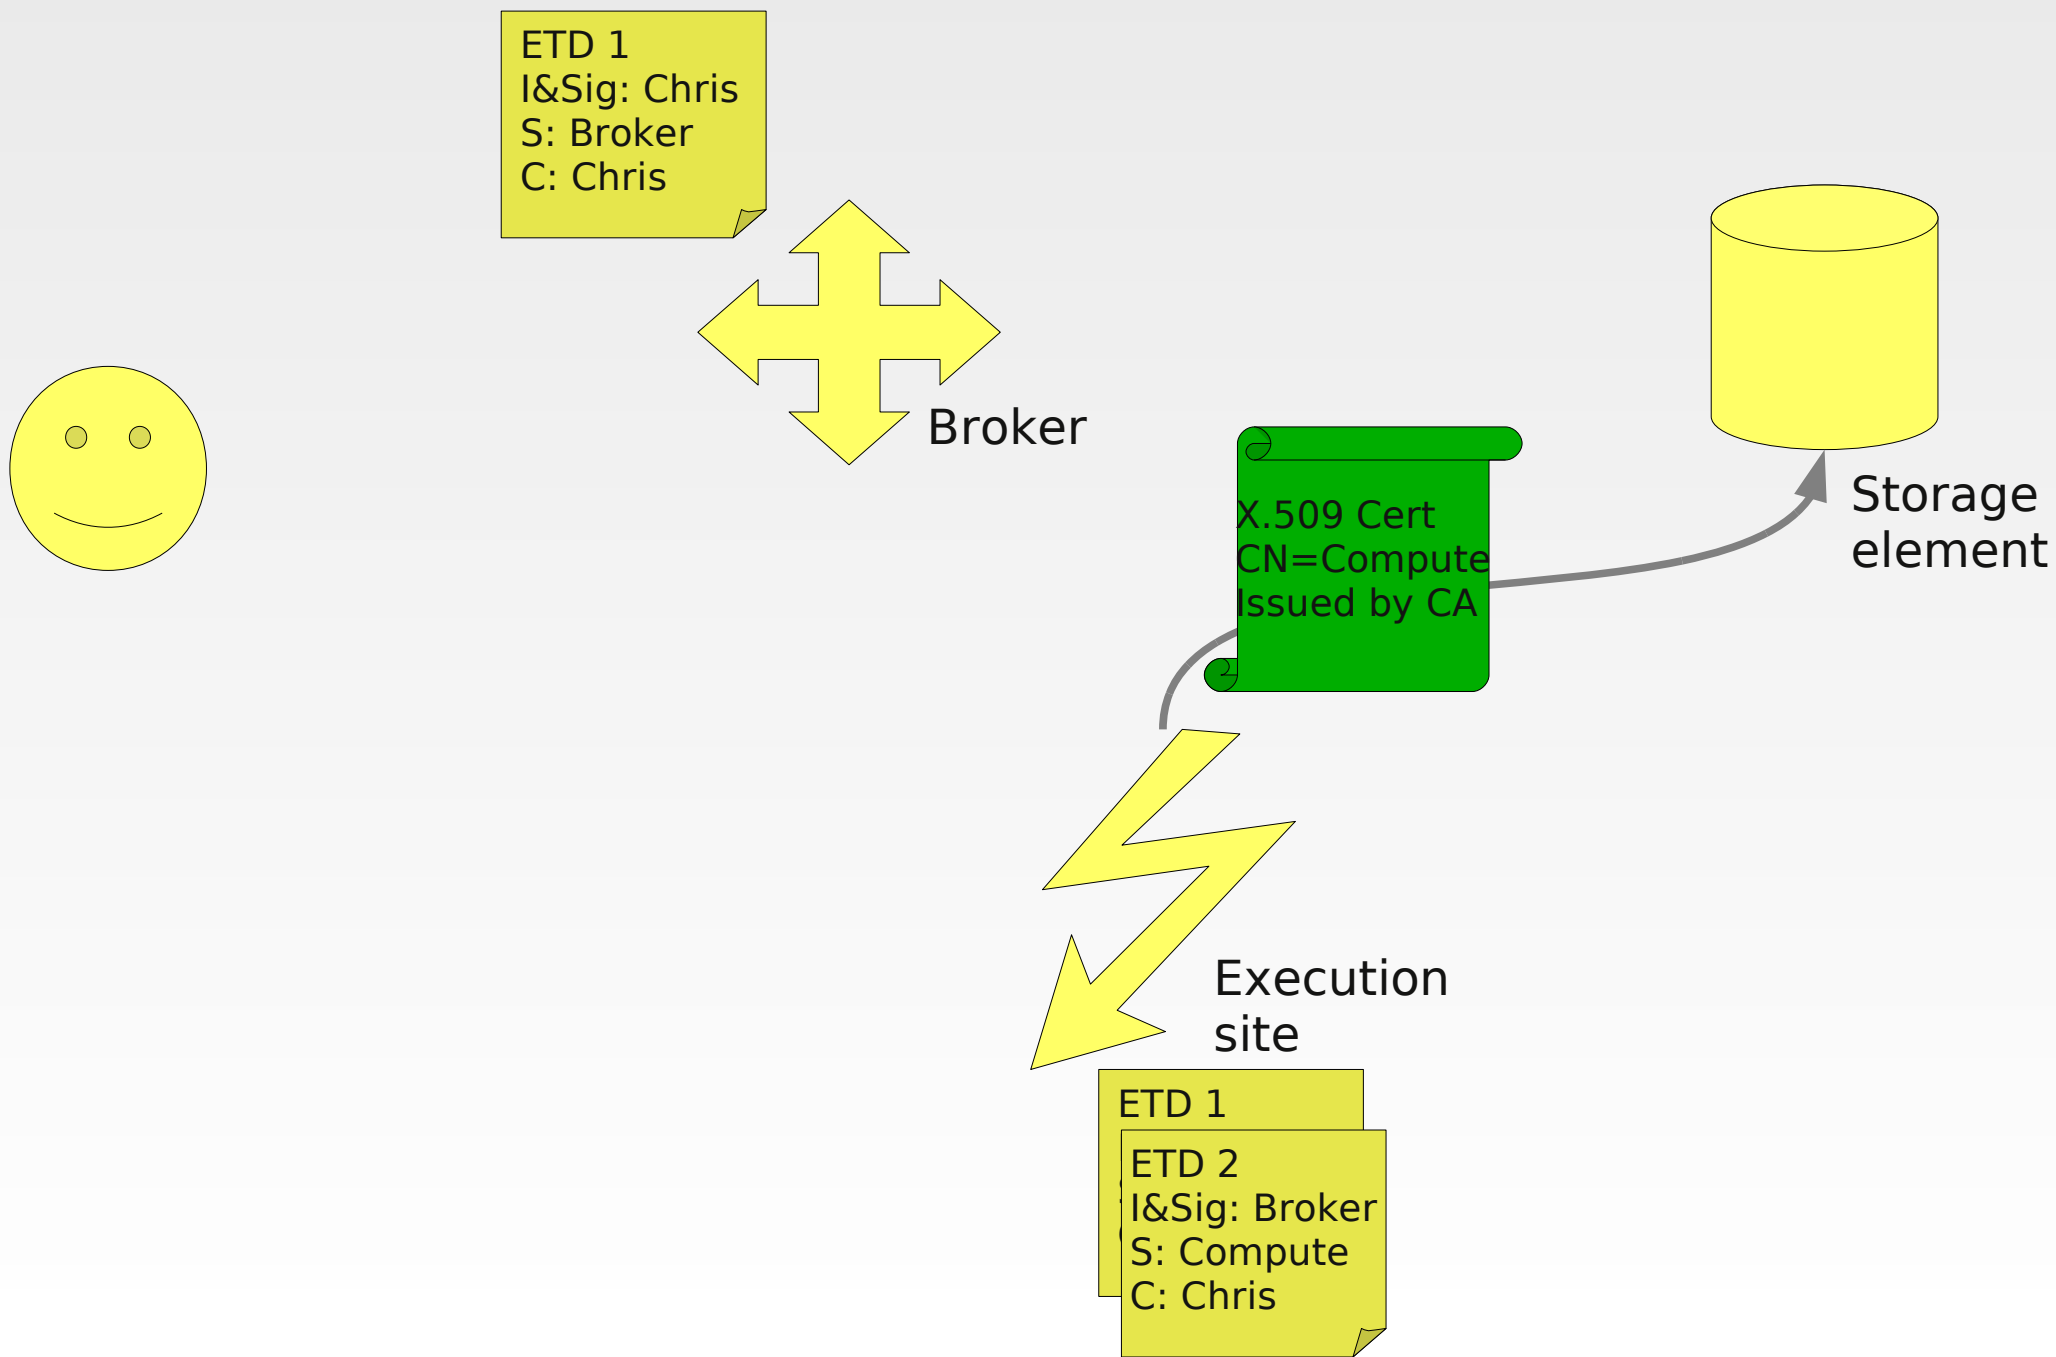 ETD 1
I&Sig: Chris
S: Broker
C: Chris
Broker
X.509 Cert
CN=Compute
Issued by CA
Storage
element
Execution
site
ETD 1
ETD 2
I&Sig: Broker
S: Compute
C: Chris